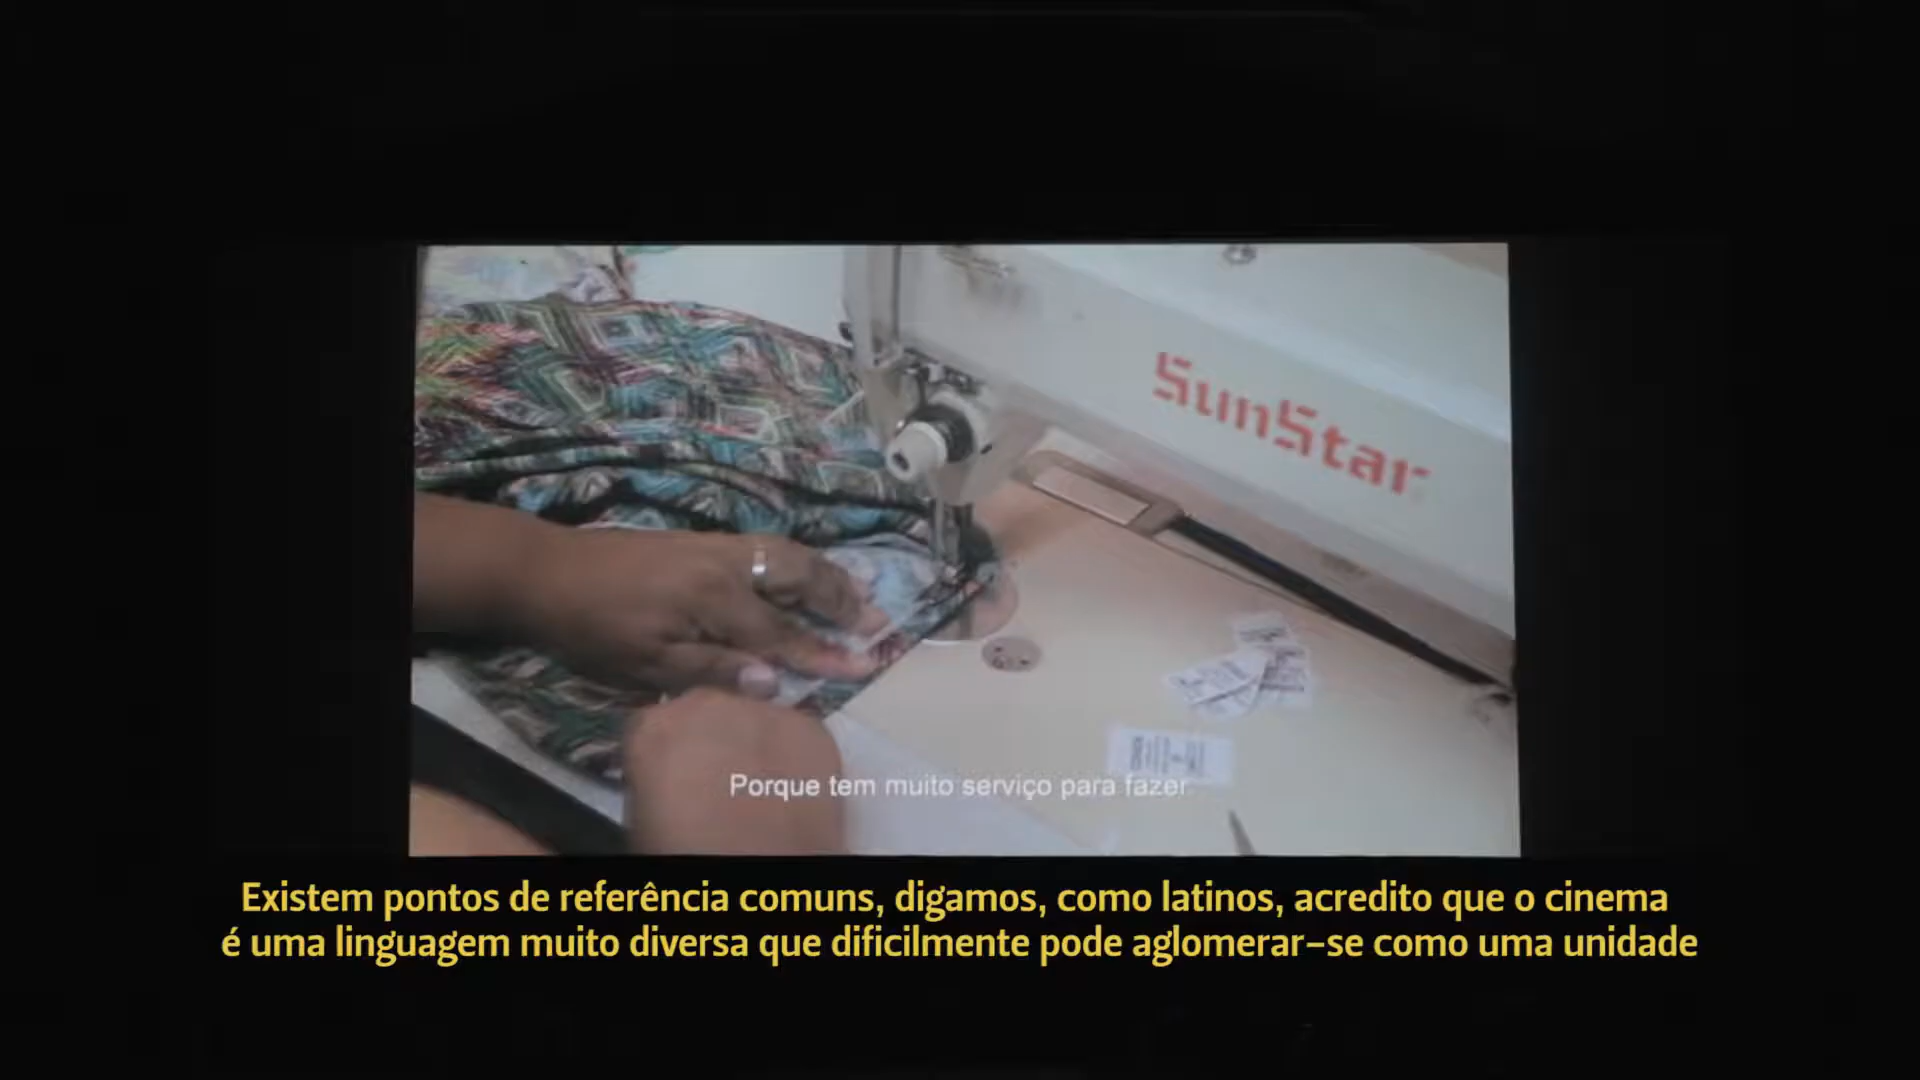 SunStar
Porque tem muito serviço para fazer
Existem pontos de referência comuns, digamos, como latinos, acredito que o cinema
é uma linguagem muito diversa que dificilmente pode aglomerar-se como uma unidade